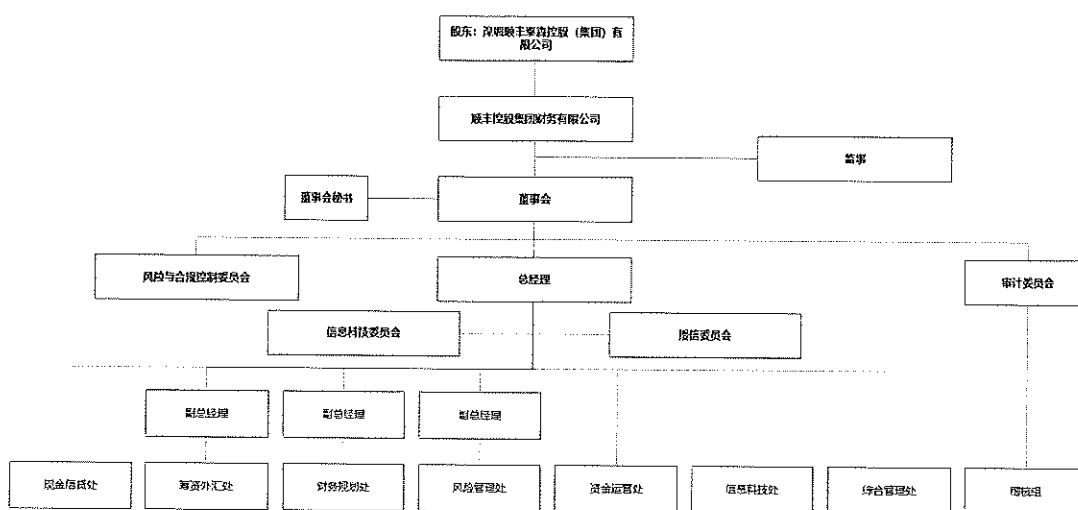 股东：深圳顺丰泰森控股（集团）有
限公司
顺丰控股集团财务有限公司
监事
董事会秘书
董事会
风险与合规控制委员会
总经理
审计委员会
信息科技委员会
授信委员会
副总经理
副总经理
副总经理
现金信贷处
筹资外汇处
财务规划处
风险管理处
资金运营处
信息科技处
综合管理处
稽核组